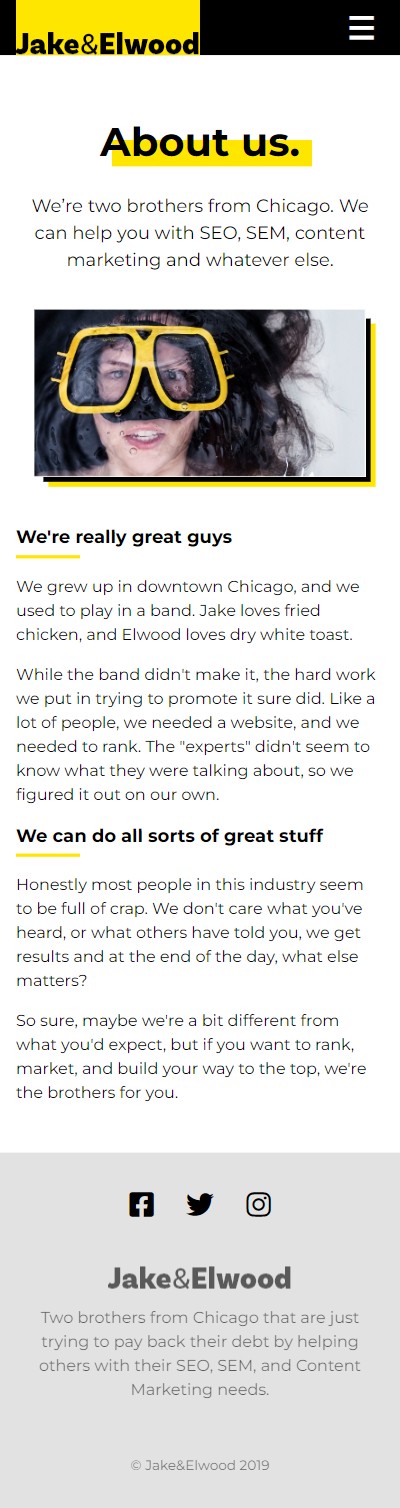 Jake&Elwood
About us.
We’re two brothers from Chicago. We
can help you with SEO, SEM, content
marketing and whatever else.
We're really great guys
We grew up in downtown Chicago, and we
used to play in a band. Jake loves fried
chicken, and Elwood loves dry white toast.
While the band didn't make it, the hard work
we put in trying to promote it sure did. Like a
lot of people, we needed a website, and we
needed to rank. The "experts" didn't seem to
know what they were talking about, so we
figured it out on our own.
We can do all sorts of great stuff
Honestly most people in this industry seem
to be full of crap. We don't care what you've
heard, or what others have told you, we get
results and at the end of the day, what else
matters?
So sure, maybe we're a bit different from
what you'd expect, but if you want to rank,
market, and build your way to the top, we're
the brothers for you.
Jake&Elwood
Two brothers from Chicago that are just
trying to pay back their debt by helping
others with their SEO, SEM, and Content
Marketing needs.
© Jake&Elwood 2019